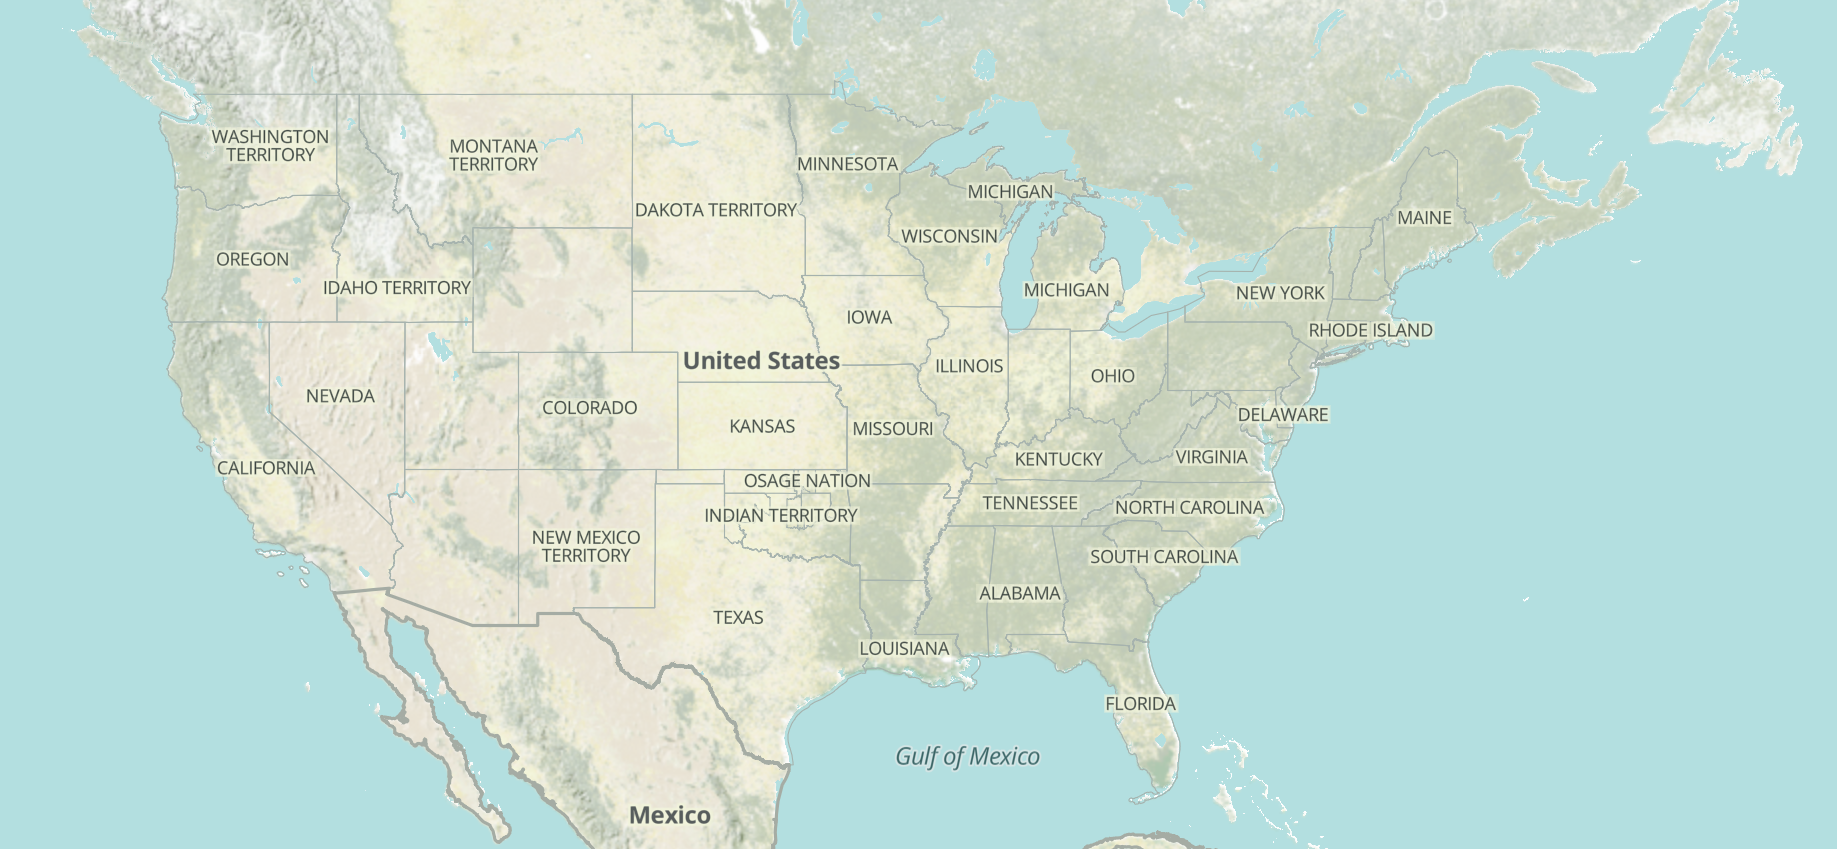 WASHINGTON
TERRITORY
MONTANA
TERRITORY
MINNESOTA
MICHIGAN
DAKOTA TERRITORY
MAINE
WISCONSIN
OREGON
IDAHO TERRITORY
MICHIGAN
NEW YORK
IOWA
RHODE ISLAND
United States
ILLINOIS
OHIO
NEVADA
COLORADO
DELAWARE
KANSAS
MISSOURI
VIRGINIA
KENTUCKY
CALIFORNIA
OSAGE NATION
TENNESSEE
NORTH CAROLINA
INDIAN TERRITORY
NEW MEXICO
TERRITORY
SOUTH CAROLINA
ALABAMA
TEXAS
LOUISIANA
FLORIDA
Gulf of Mexico
Mexico